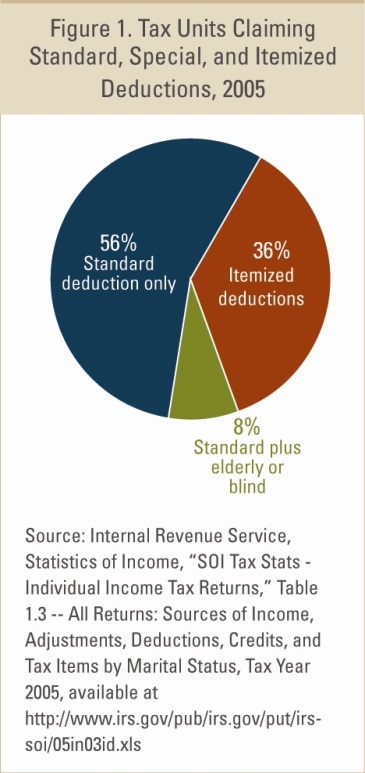 Figure 1. Tax Units Claiming
Standard, Special, and Itemized
Deductions, 2005
56%
Standard
deduction only
36%
Itemized
deductions
8%
Standard plus
elderly or
blind
Source: Internal Revenue Service,
Statistics of Income, “SOI Tax Stats -
Individual Income Tax Returns,” Table
1.3 -- All Returns: Sources of Income,
Adjustments, Deductions, Credits, and
Tax Items by Marital Status, Tax Year
2005, available at
http://www.irs.gov/pub/irs.gov/put/irs-
soi/05in03id.xls